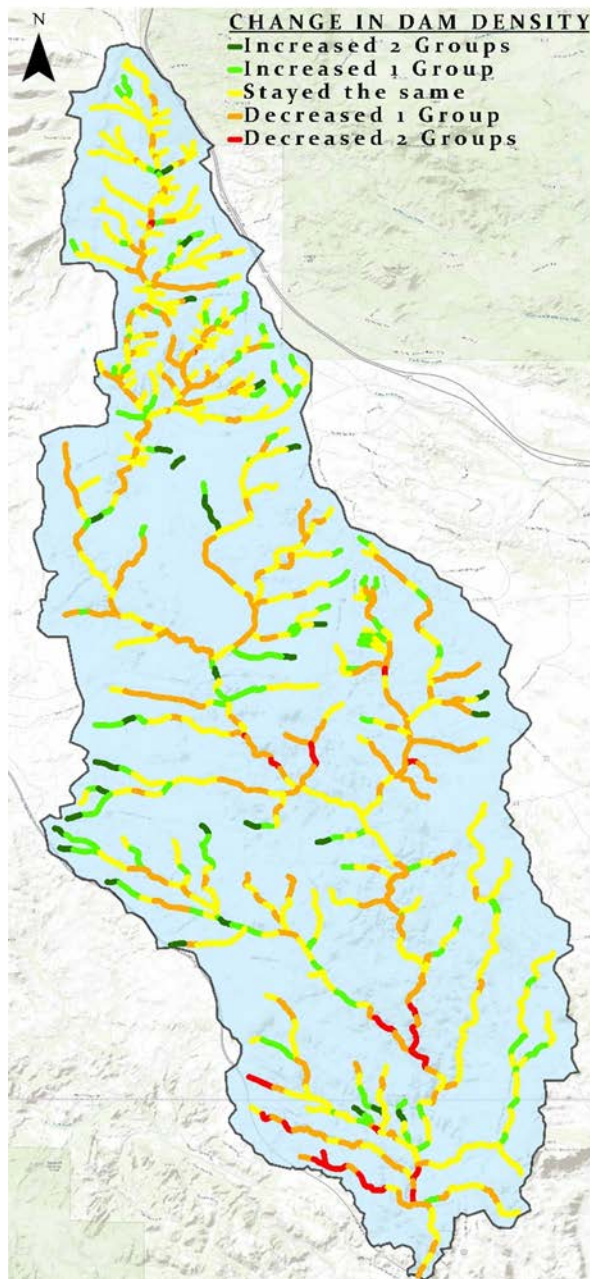 N
CHANGE IN DAM DENSITY
Increased 2 Groups
Increased 1 Group
Stayed the same
Decreased 1 Group
Decreased 2 Groups